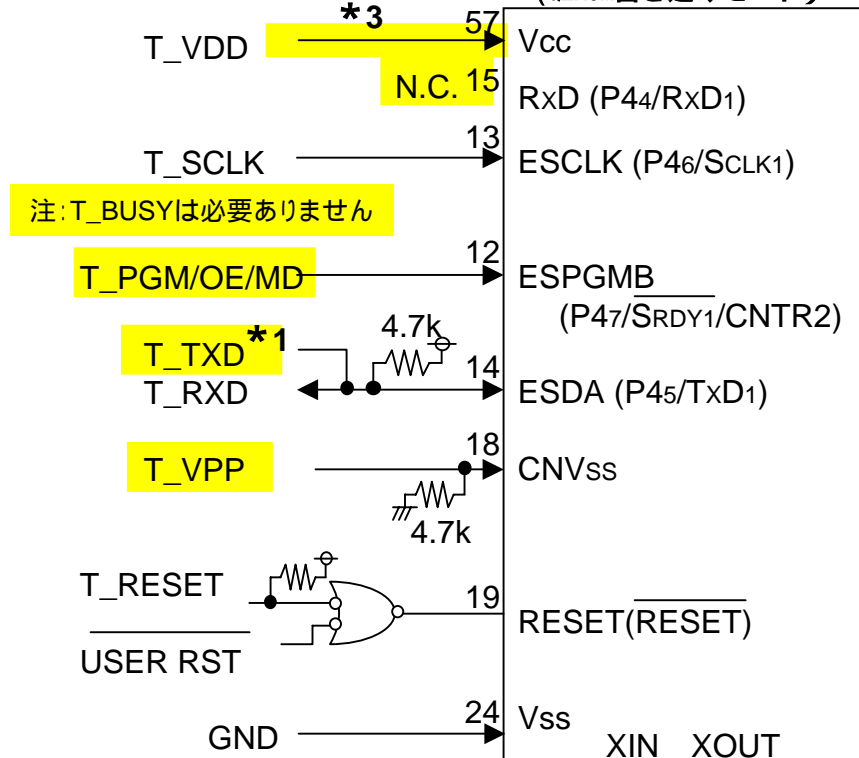 *3
T_VDD 57 Vcc
N.C. 15 RxD (P44/RxD1)
T_SCLK 13 ESCLK (P46/SCLK1)
注:T_BUSYは必要ありません
T_PGM/OE/MD 12 ESPGMB
(P47/SRDY1/CNTR2)
T_TXD *1 4.7k
T_RXD 14 ESDA (P45/TxD1)
T_VPP 18 CNVss
4.7k
T_RESET 19 RESET(RESET)
USER RST
GND 24 Vss
XIN XOUT